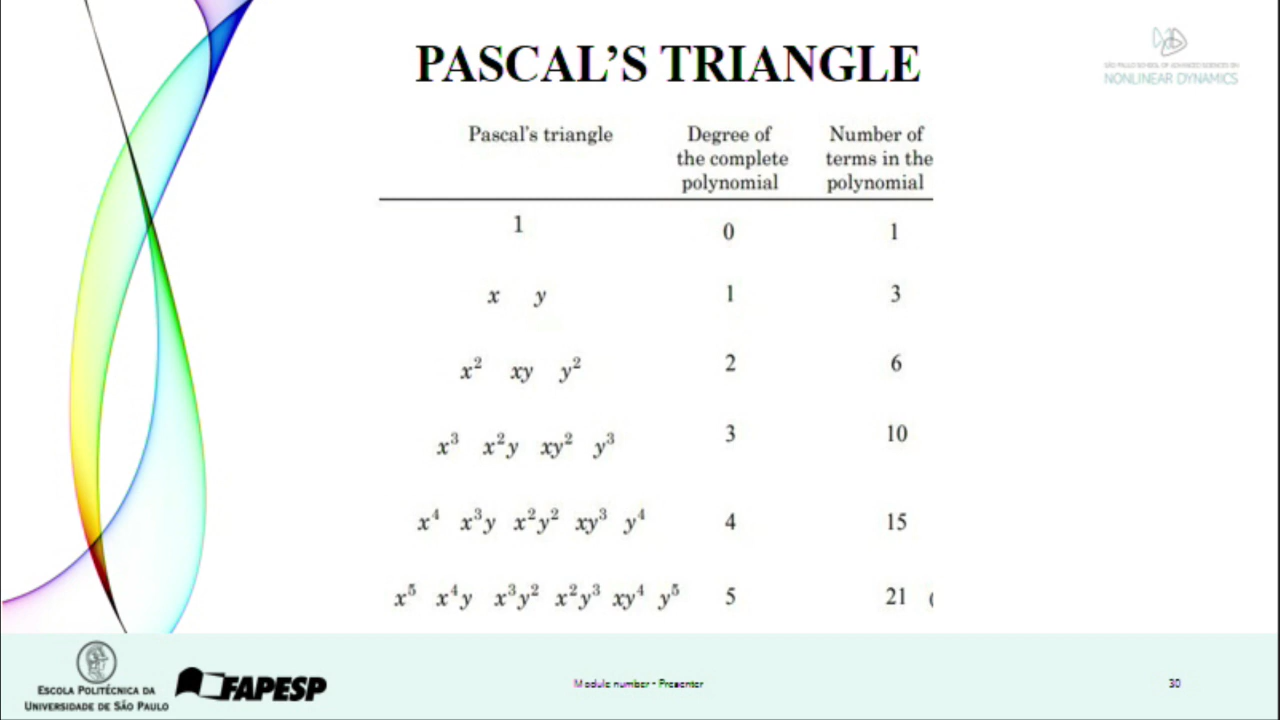 PASCAL’S TRIANGLE
SÃO PAULO SCHOOL OF ADVANCED SCIENCES ON
NONLINEAR DYNAMICS
Pascal’s triangle Degree of the complete polynomial Number of terms in the polynomial
1 0 1
x y 1 3
x² xy y² 2 6
x³ x²y xy² y³ 3 10
x⁴ x³y x²y² xy³ y⁴ 4 15
x⁵ x⁴y x³y² x²y³ xy⁴ y⁵ 5 21 (
ESCOLA POLITÉCNICA DA
UNIVERSIDADE DE SÃO PAULO
FAPESP
Module number - Presenter
30